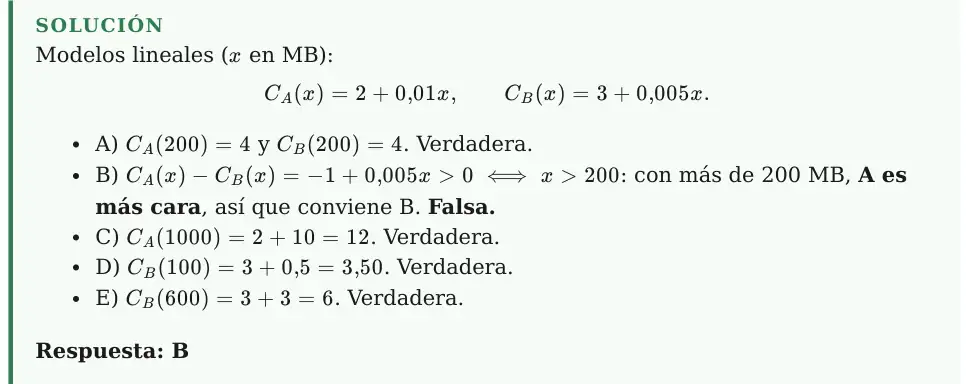 SOLUCIÓN
Modelos lineales (x en MB):
C_A(x) = 2 + 0,01x,  C_B(x) = 3 + 0,005x.
• A) C_A(200) = 4 y C_B(200) = 4. Verdadera.
• B) C_A(x) − C_B(x) = −1 + 0,005x > 0 ⟺ x > 200: con más de 200 MB, A es
más cara, así que conviene B. Falsa.
• C) C_A(1000) = 2 + 10 = 12. Verdadera.
• D) C_B(100) = 3 + 0,5 = 3,50. Verdadera.
• E) C_B(600) = 3 + 3 = 6. Verdadera.
Respuesta: B